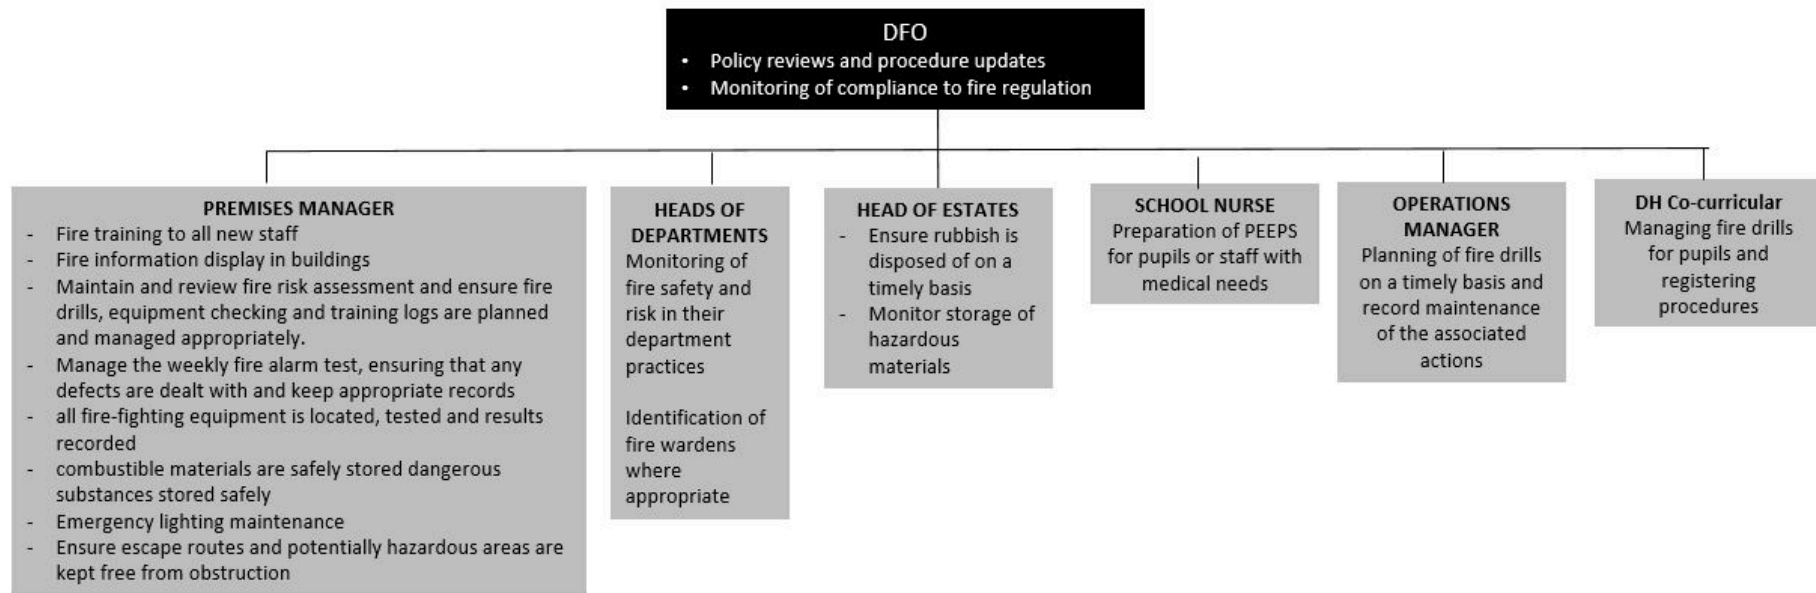 DFO
• Policy reviews and procedure updates
• Monitoring of compliance to fire regulation
PREMISES MANAGER
- Fire training to all new staff
- Fire information display in buildings
- Maintain and review fire risk assessment and ensure fire
drills, equipment checking and training logs are planned
and managed appropriately.
- Manage the weekly fire alarm test, ensuring that any
defects are dealt with and keep appropriate records
- all fire-fighting equipment is located, tested and results
recorded
- combustible materials are safely stored dangerous
substances stored safely
- Emergency lighting maintenance
- Ensure escape routes and potentially hazardous areas are
kept free from obstruction
HEADS OF
DEPARTMENTS
Monitoring of
fire safety and
risk in their
department
practices
Identification of
fire wardens
where
appropriate
HEAD OF ESTATES
- Ensure rubbish is
disposed of on a
timely basis
- Monitor storage of
hazardous
materials
SCHOOL NURSE
Preparation of PEEPS
for pupils or staff with
medical needs
OPERATIONS
MANAGER
Planning of fire drills
on a timely basis and
record maintenance
of the associated
actions
DH Co-curricular
Managing fire drills
for pupils and
registering
procedures